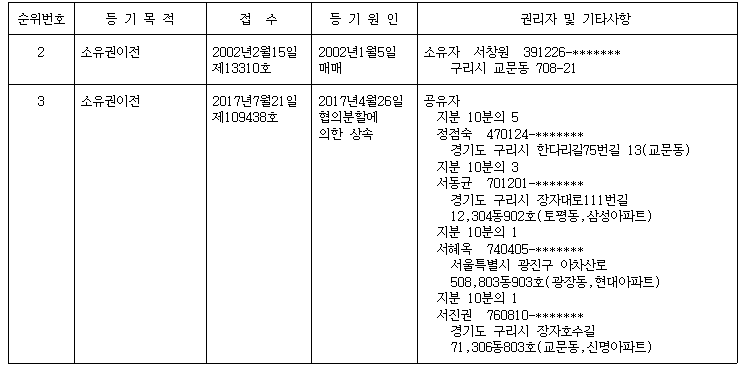 순위번호 등 기 목 적 접 수 등 기 원 인 권리자 및 기타사항
2 소유권이전 2002년2월15일 2002년1월5일 소유자 서창원 391226-*******
제13310호 매매 구리시 교문동 708-21
3 소유권이전 2017년7월21일 2017년4월26일 공유자
제109438호 협의분할에 지분 10분의 5
의한 상속 정점숙 470124-*******
경기도 구리시 한다리길75번길 13(교문동)
지분 10분의 3
서동균 701201-*******
경기도 구리시 장자대로111번길
12,304동902호(토평동,삼성아파트)
지분 10분의 1
서혜옥 740405-*******
서울특별시 광진구 아차산로
508,803동903호(광장동,현대아파트)
지분 10분의 1
서진권 760810-*******
경기도 구리시 장자호수길
71,306동803호(교문동,신명아파트)